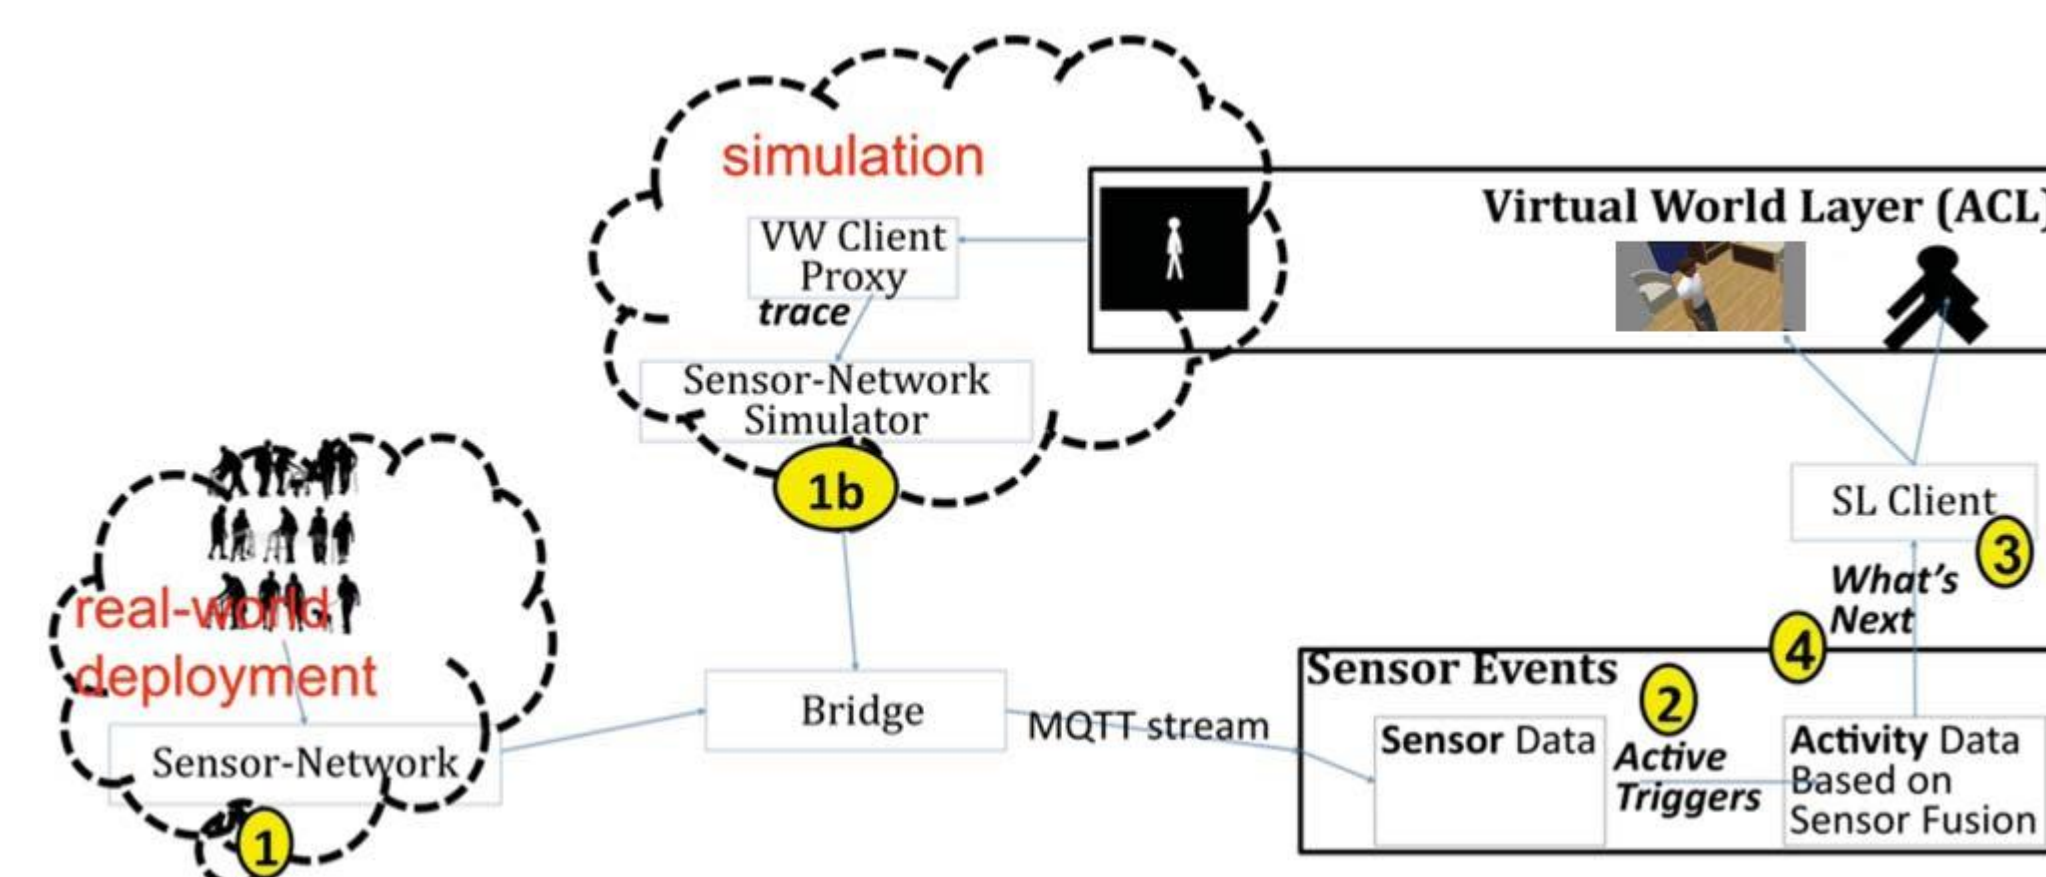 simulation
Virtual World Layer (ACL)
VW Client
Proxy
trace
Sensor-Network
Simulator
1b
SL Client
3
What's
Next
4
real-world
deployment
Sensor-Network
1
Bridge
MQTT stream
Sensor Events
2
Sensor Data
Active
Triggers
Activity Data
Based on
Sensor Fusion